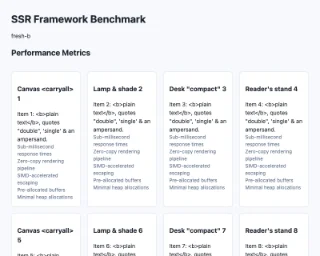 SSR Framework Benchmark
fresh-b
Performance Metrics
Canvas <carryall>
1
Item 1: <b>plain
text</b>, quotes
"double", 'single' & an
ampersand.
Sub-millisecond
response times
Zero-copy rendering
pipeline
SIMD-accelerated
escaping
Pre-allocated buffers
Minimal heap allocations
Lamp & shade 2
Item 2: <b>plain
text</b>, quotes
"double", 'single' & an
ampersand.
Sub-millisecond
response times
Zero-copy rendering
pipeline
SIMD-accelerated
escaping
Pre-allocated buffers
Minimal heap allocations
Desk "compact" 3
Item 3: <b>plain
text</b>, quotes
"double", 'single' & an
ampersand.
Sub-millisecond
response times
Zero-copy rendering
pipeline
SIMD-accelerated
escaping
Pre-allocated buffers
Minimal heap allocations
Reader's stand 4
Item 4: <b>plain
text</b>, quotes
"double", 'single' & an
ampersand.
Sub-millisecond
response times
Zero-copy rendering
pipeline
SIMD-accelerated
escaping
Pre-allocated buffers
Minimal heap allocations
Canvas <carryall>
5
Lamp & shade 6
Item 6: <b>plain
Desk "compact" 7
Item 7: <b>plain
Reader's stand 8
Item 8: <b>plain